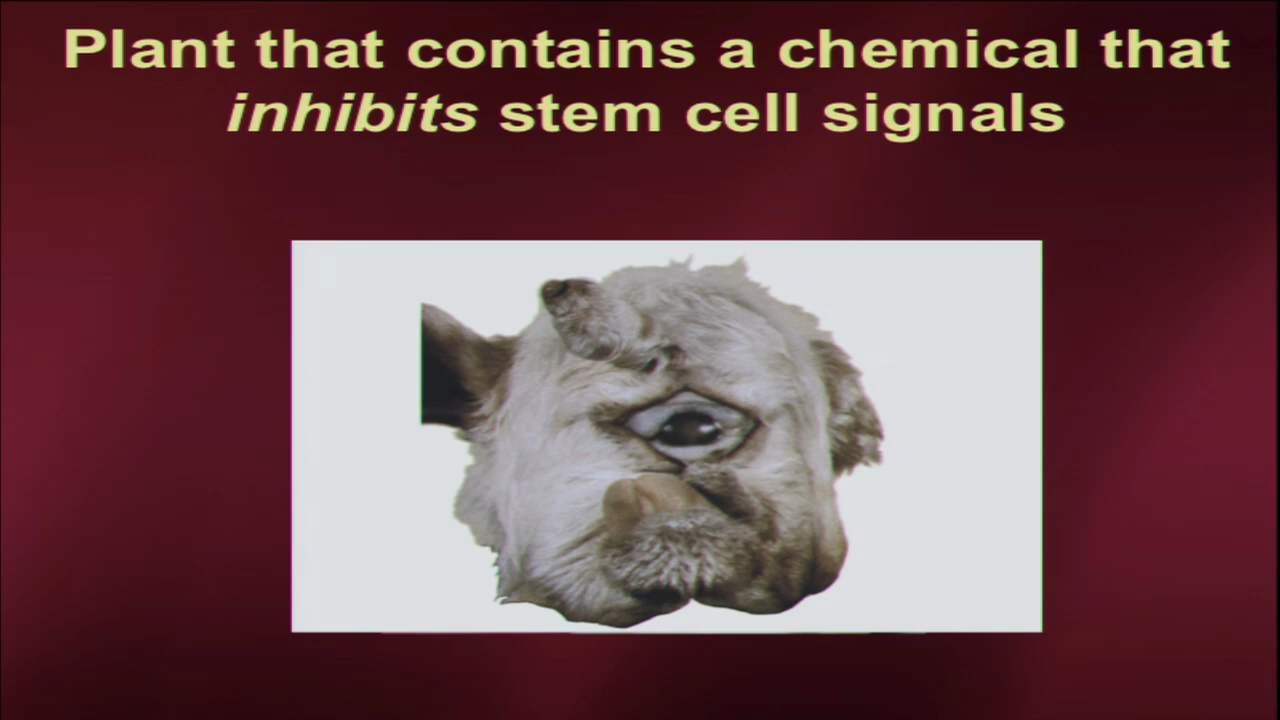 Plant that contains a chemical that
inhibits stem cell signals